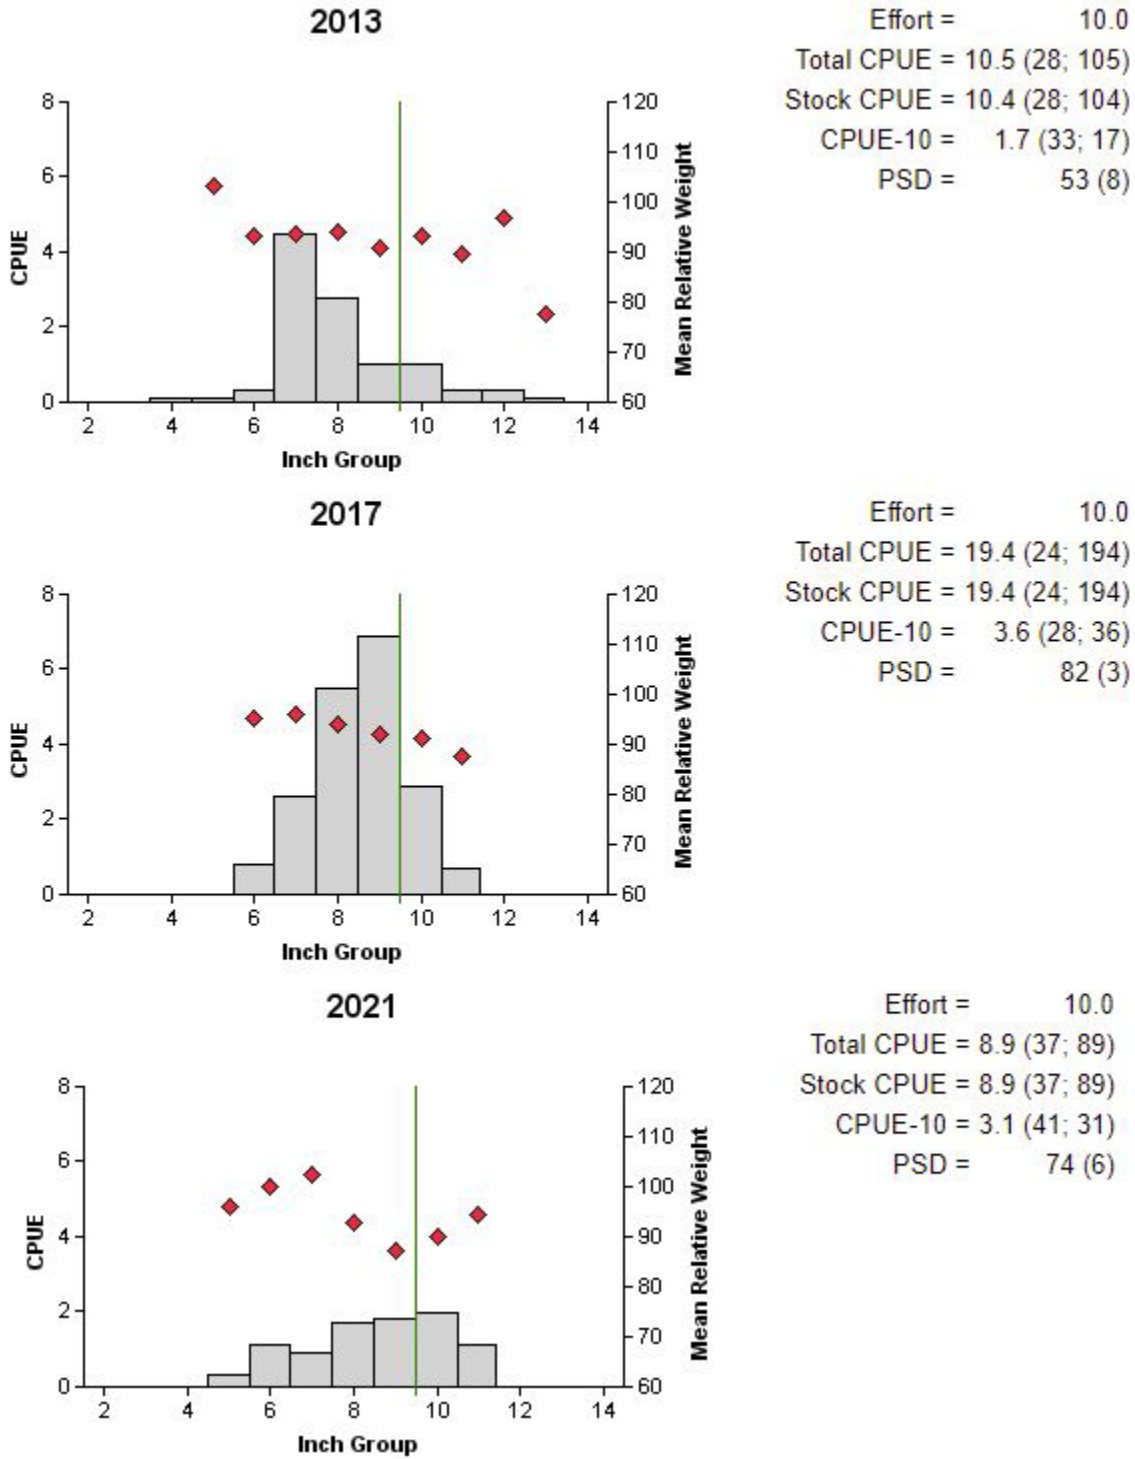 2013
Effort = 10.0
Total CPUE = 10.5 (28; 105)
Stock CPUE = 10.4 (28; 104)
CPUE-10 = 1.7 (33; 17)
PSD = 53 (8)
8
6
4
2
0
CPUE
120
110
100
90
80
70
60
Mean Relative Weight
2 4 6 8 10 12 14
Inch Group
2017
Effort = 10.0
Total CPUE = 19.4 (24; 194)
Stock CPUE = 19.4 (24; 194)
CPUE-10 = 3.6 (28; 36)
PSD = 82 (3)
8
6
4
2
0
CPUE
120
110
100
90
80
70
60
Mean Relative Weight
2 4 6 8 10 12 14
Inch Group
2021
Effort = 10.0
Total CPUE = 8.9 (37; 89)
Stock CPUE = 8.9 (37; 89)
CPUE-10 = 3.1 (41; 31)
PSD = 74 (6)
8
6
4
2
0
CPUE
120
110
100
90
80
70
60
Mean Relative Weight
2 4 6 8 10 12 14
Inch Group